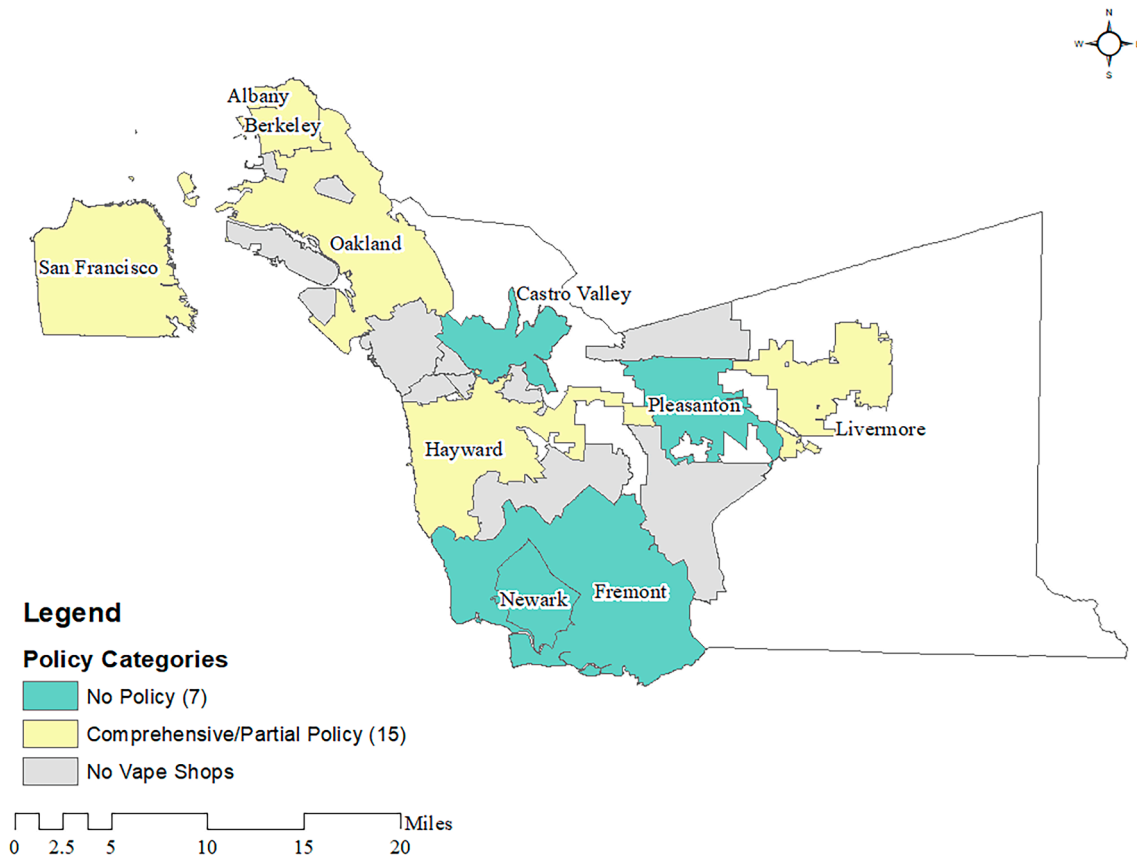 N
W
S
Albany
Berkeley
Oakland
San Francisco
Castro Valley
Pleasanton
Livermore
Hayward
Fremont
Newark
Legend
Policy Categories
No Policy (7)
Comprehensive/Partial Policy (15)
No Vape Shops
Miles
0 2.5 5 10 15 20